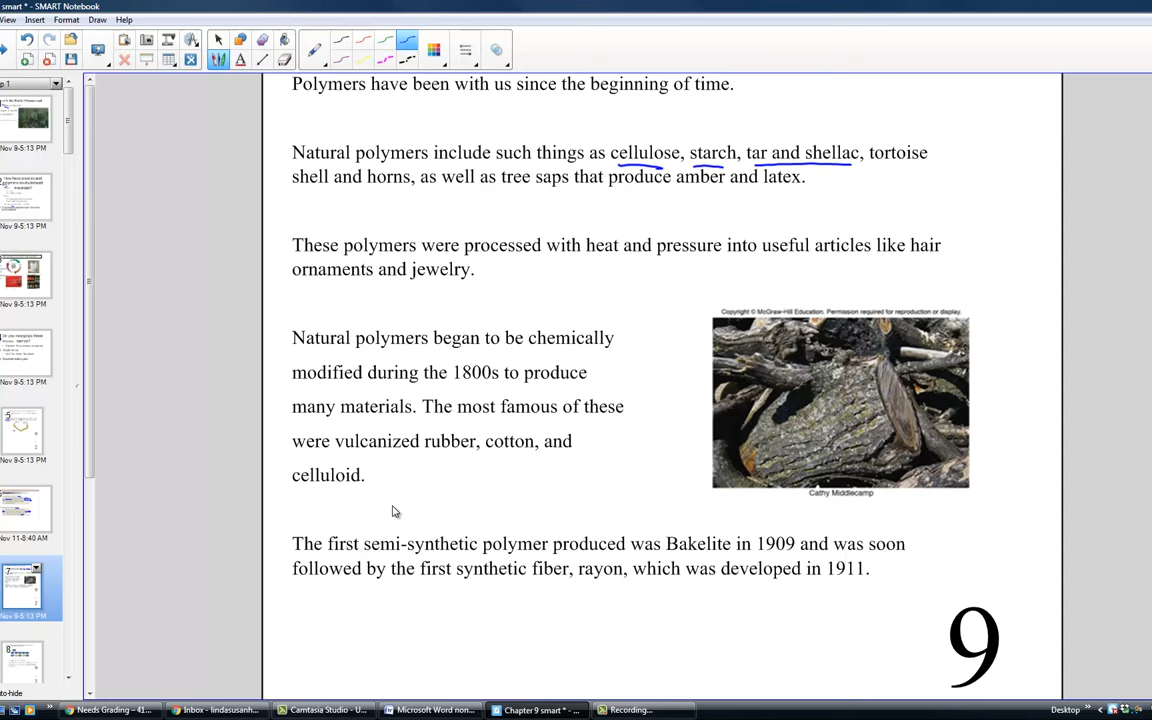 smart * - SMART Notebook
View Insert Format Draw Help
Polymers have been with us since the beginning of time.
Natural polymers include such things as cellulose, starch, tar and shellac, tortoise
shell and horns, as well as tree saps that produce amber and latex.
These polymers were processed with heat and pressure into useful articles like hair
ornaments and jewelry.
Copyright © McGraw-Hill Education. Permission required for reproduction or display.
Natural polymers began to be chemically
modified during the 1800s to produce
many materials. The most famous of these
were vulcanized rubber, cotton, and
celluloid.
Cathy Middlecamp
The first semi-synthetic polymer produced was Bakelite in 1909 and was soon
followed by the first synthetic fiber, rayon, which was developed in 1911.
9
Nov 9-5:13 PM
Nov 9-5:13 PM
Nov 9-5:13 PM
Nov 9-5:13 PM
5
Nov 9-5:13 PM
Nov 11-8:40 AM
7
Nov 9-5:13 PM
8
Needs Grading – 41...
Inbox - lindasusanh...
Camtasia Studio - U...
Microsoft Word non...
Chapter 9 smart * - ...
Recording...
Desktop